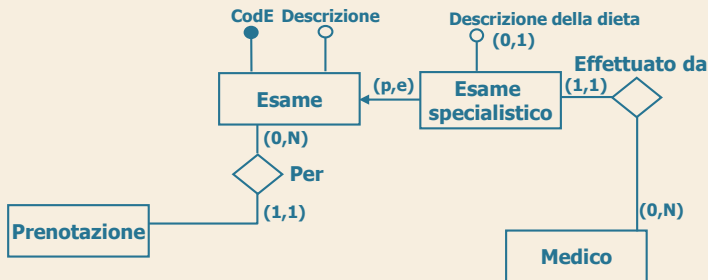 CodE Descrizione
Descrizione della dieta
(0,1)
Effettuato da
Esame
(p,e)
Esame
specialistico
(1,1)
(0,N)
Per
(1,1)
Prenotazione
(0,N)
Medico